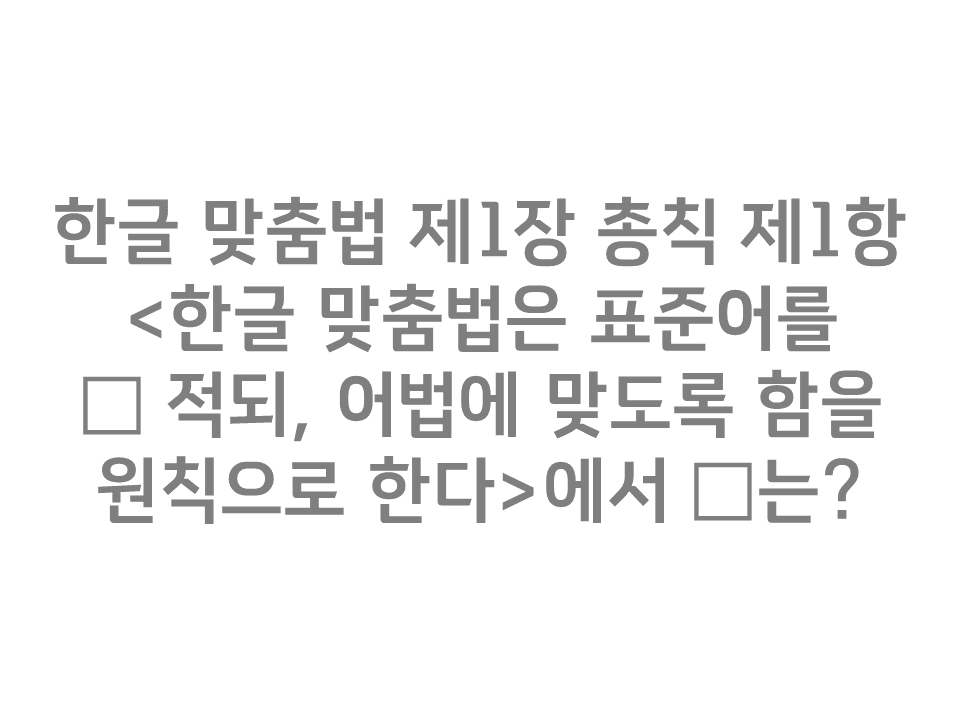 한글 맞춤법 제1장 총칙 제1항
<한글 맞춤법은 표준어를
□ 적되, 어법에 맞도록 함을
원칙으로 한다>에서 □는?